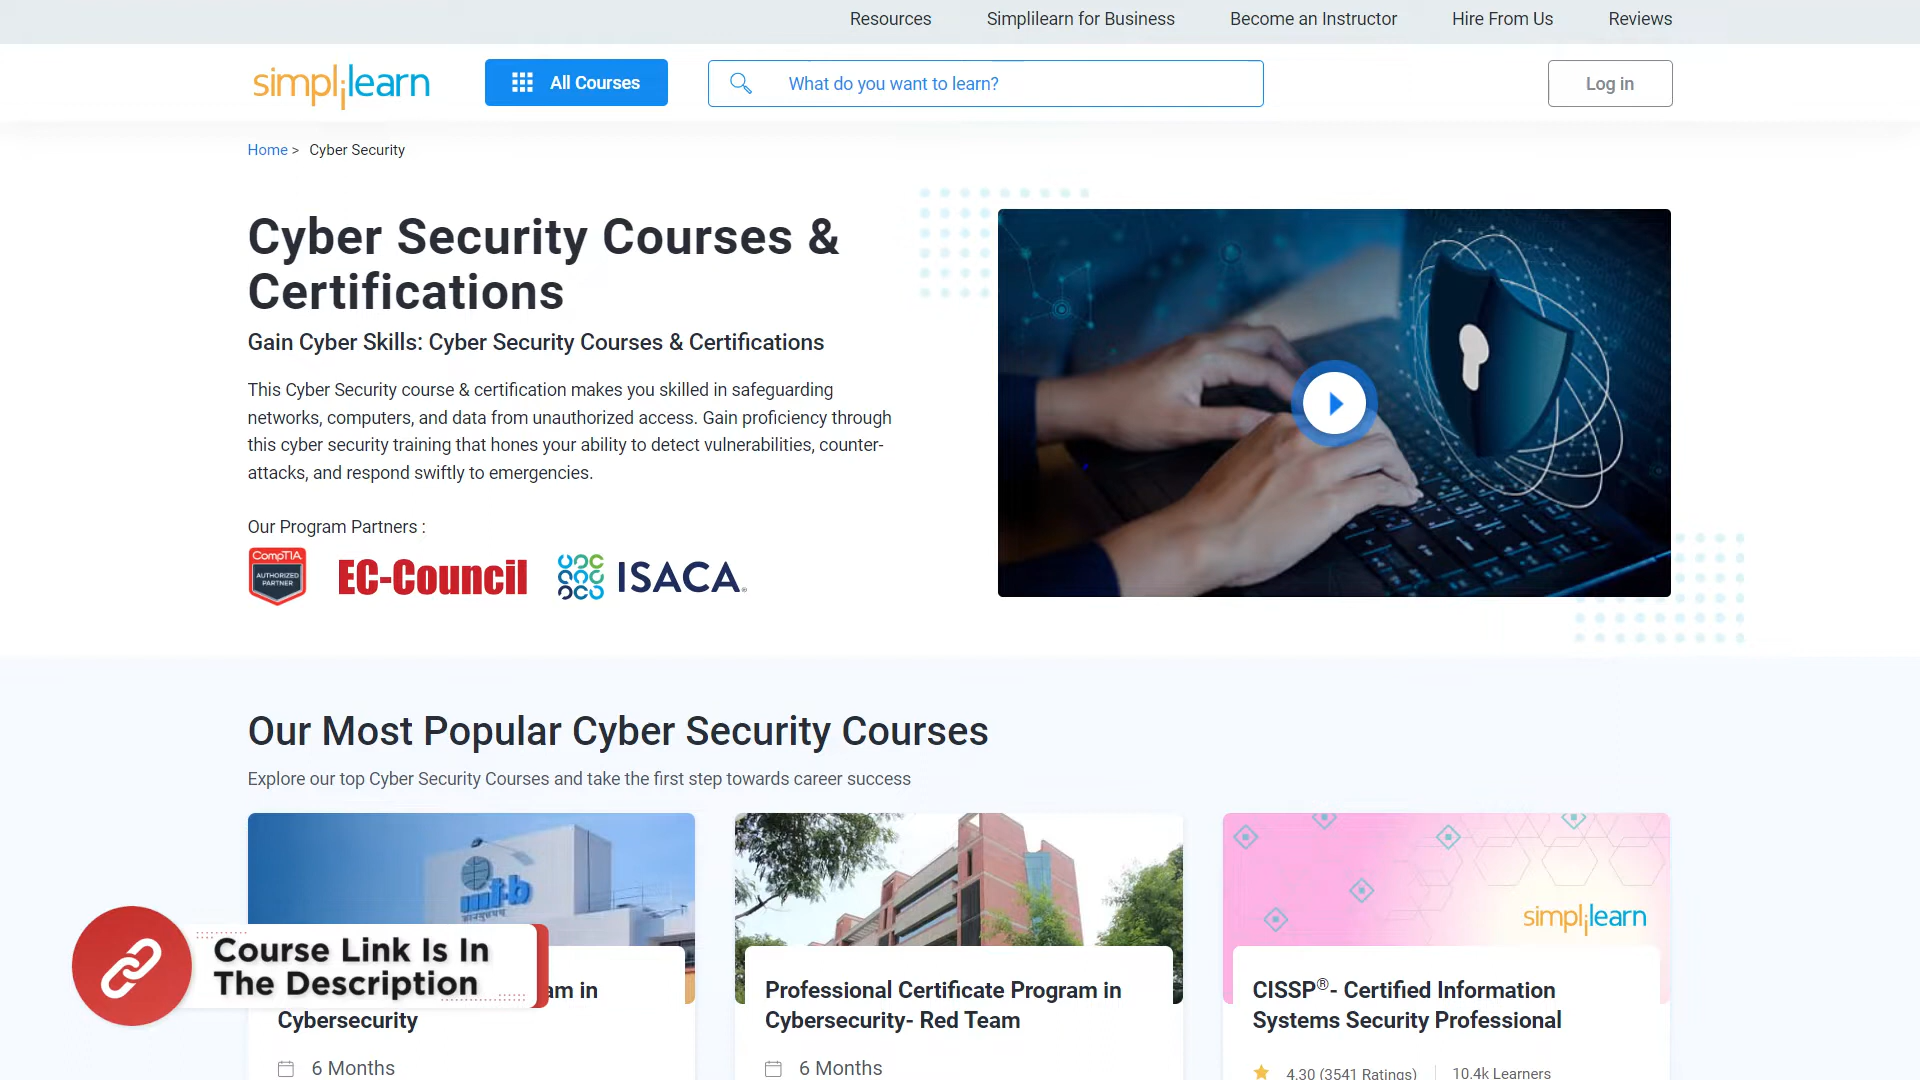 Resources
Simplilearn for Business
Become an Instructor
Hire From Us
Reviews
simplilearn
All Courses
What do you want to learn?
Log in
Home > Cyber Security
Cyber Security Courses &
Certifications
Gain Cyber Skills: Cyber Security Courses & Certifications
This Cyber Security course & certification makes you skilled in safeguarding
networks, computers, and data from unauthorized access. Gain proficiency through
this cyber security training that hones your ability to detect vulnerabilities, counter-
attacks, and respond swiftly to emergencies.
Our Program Partners :
CompTIA.
AUTHORIZED
PARTNER
EC-Council
ISACA®
Our Most Popular Cyber Security Courses
Explore our top Cyber Security Courses and take the first step towards career success
simplilearn
Course Link Is In
The Description
am in
Cybersecurity
6 Months
Professional Certificate Program in
Cybersecurity- Red Team
6 Months
CISSP®- Certified Information
Systems Security Professional
4.30 (3541 Ratings)
10.4k Learners